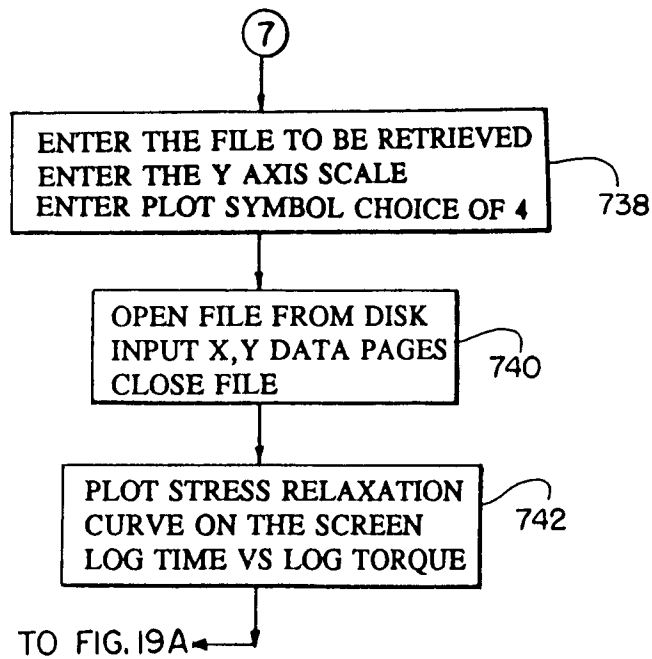 7
ENTER THE FILE TO BE RETRIEVED
ENTER THE Y AXIS SCALE
ENTER PLOT SYMBOL CHOICE OF 4
738
OPEN FILE FROM DISK
INPUT X,Y DATA PAGES
CLOSE FILE
740
PLOT STRESS RELAXATION
CURVE ON THE SCREEN
LOG TIME VS LOG TORQUE
742
TO FIG. 19A